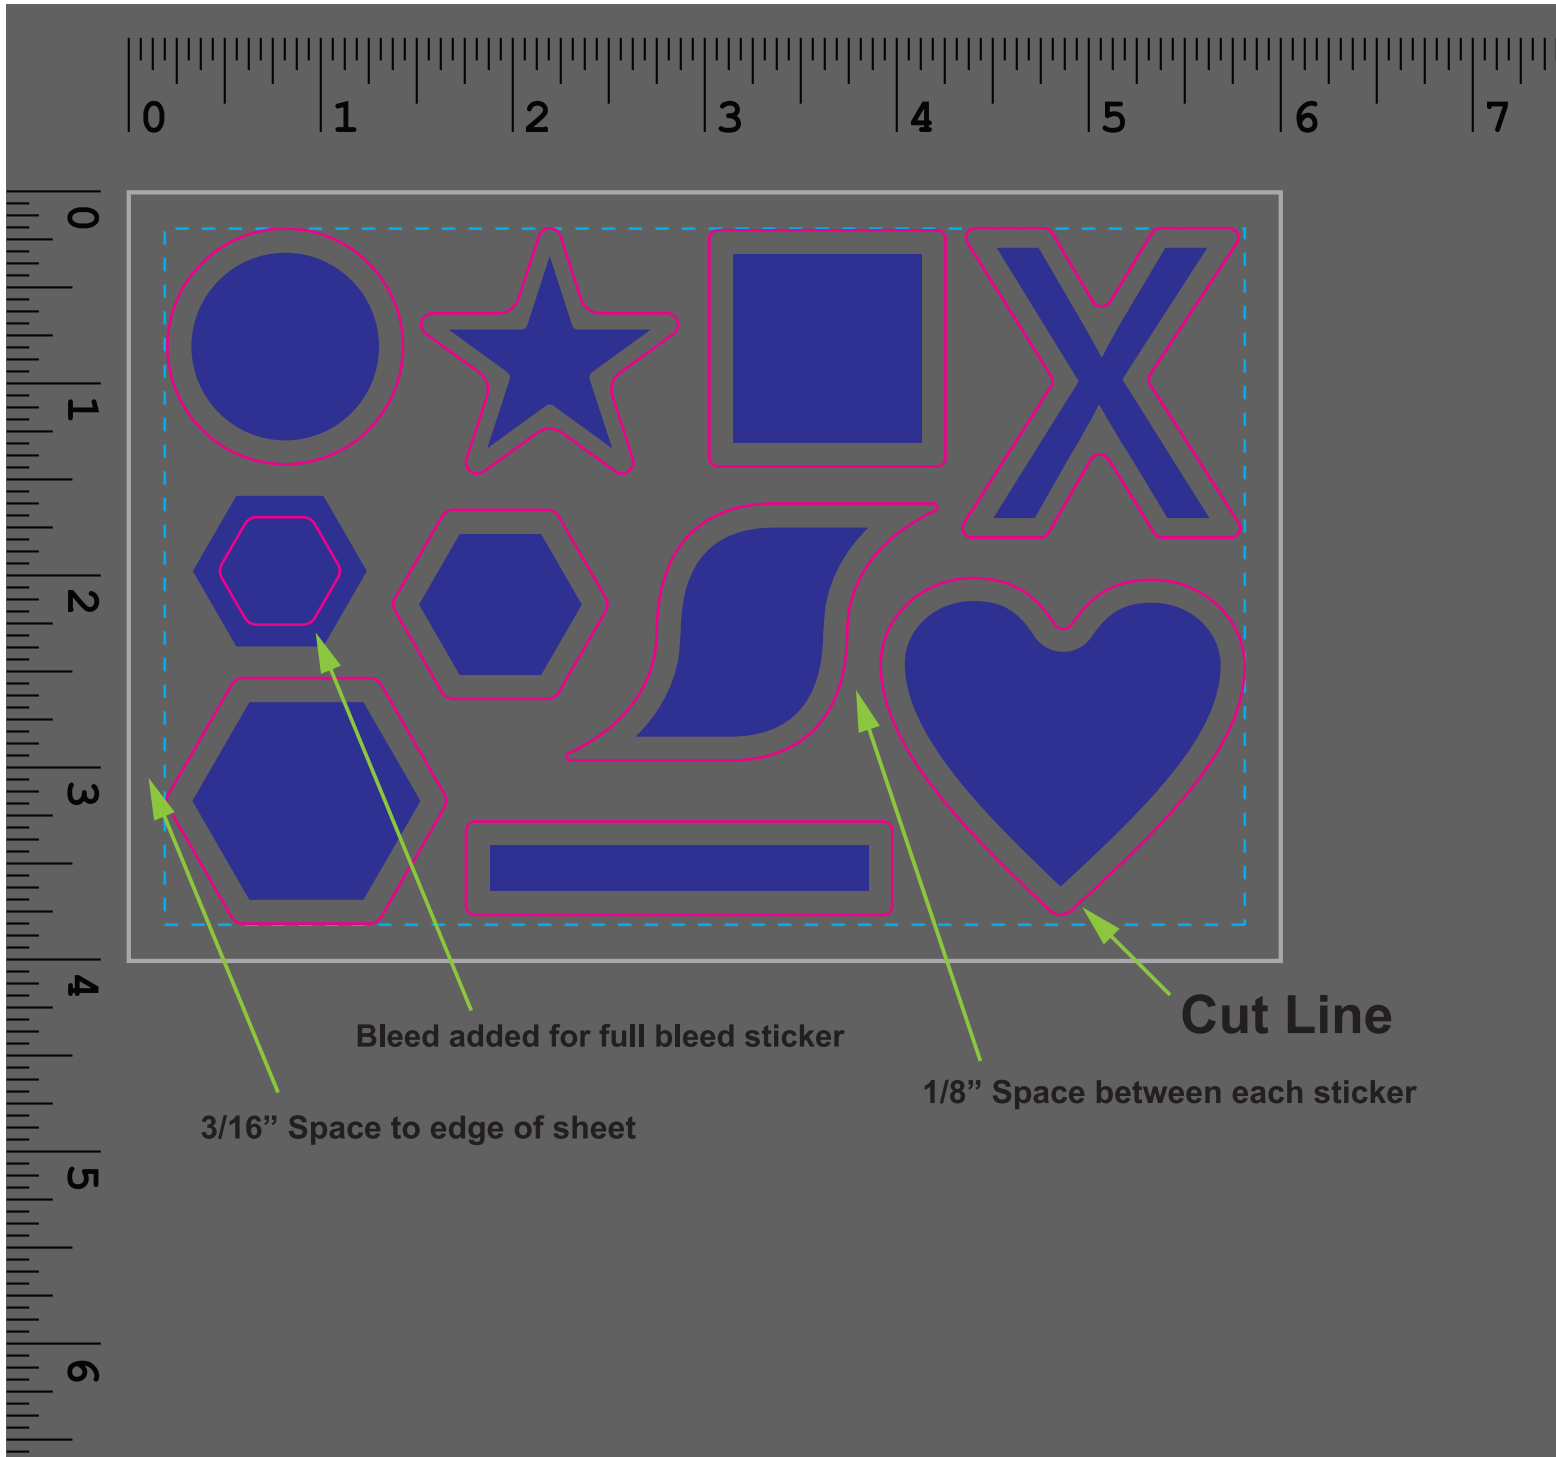 0 1 2 3 4 5 6 7
0
1
2
3
4
5
6
Cut Line
Bleed added for full bleed sticker
1/8” Space between each sticker
3/16” Space to edge of sheet